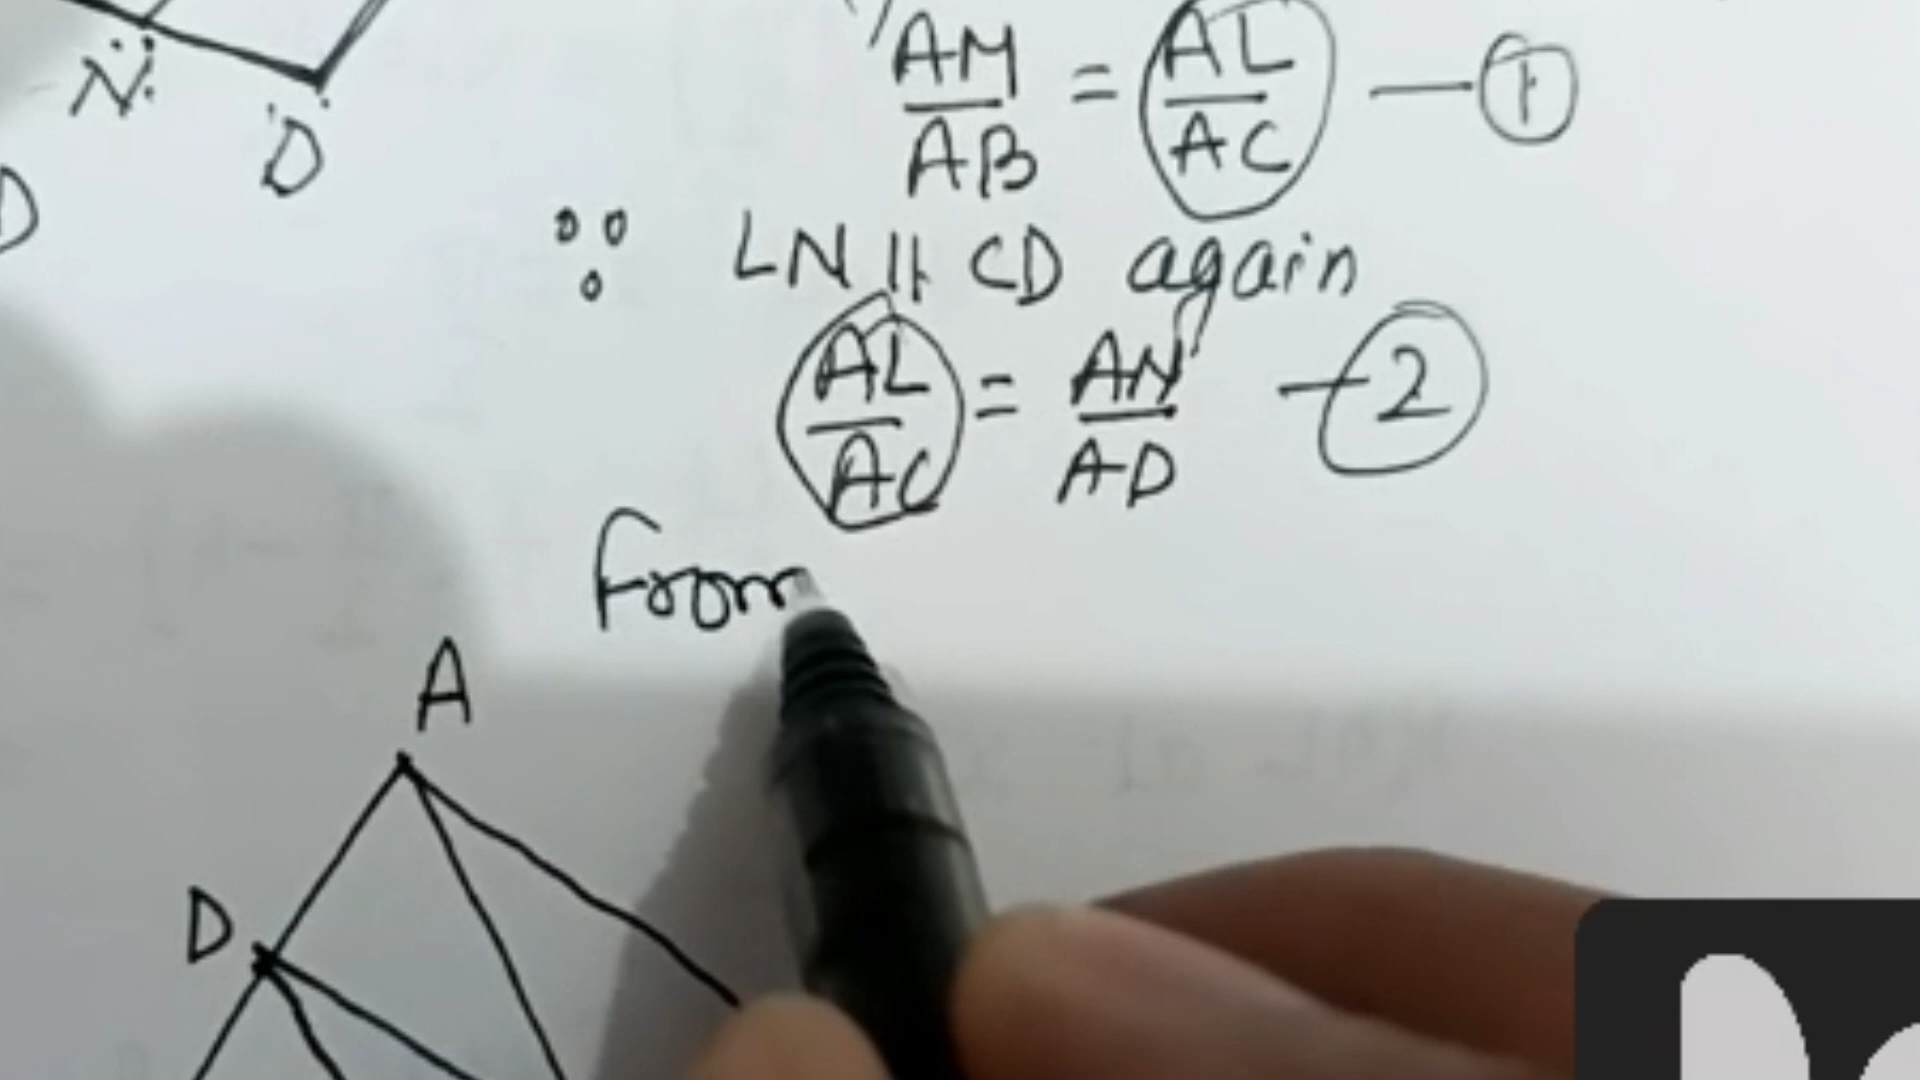 N
D
D
AM/AB = AL/AC — ①
∵ LN || CD again
AL/AC = AN/AD — ②
From
A
D